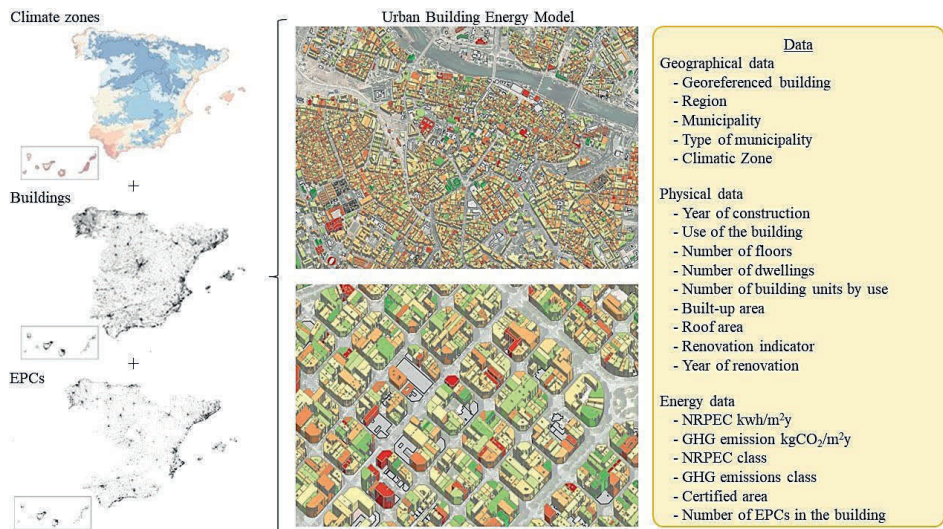 Climate zones
+
Buildings
+
EPCs
Urban Building Energy Model
Data
Geographical data
- Georeferenced building
- Region
- Municipality
- Type of municipality
- Climatic Zone
Physical data
- Year of construction
- Use of the building
- Number of floors
- Number of dwellings
- Number of building units by use
- Built-up area
- Roof area
- Renovation indicator
- Year of renovation
Energy data
- NRPEC kwh/m²y
- GHG emission kgCO₂/m²y
- NRPEC class
- GHG emissions class
- Certified area
- Number of EPCs in the building